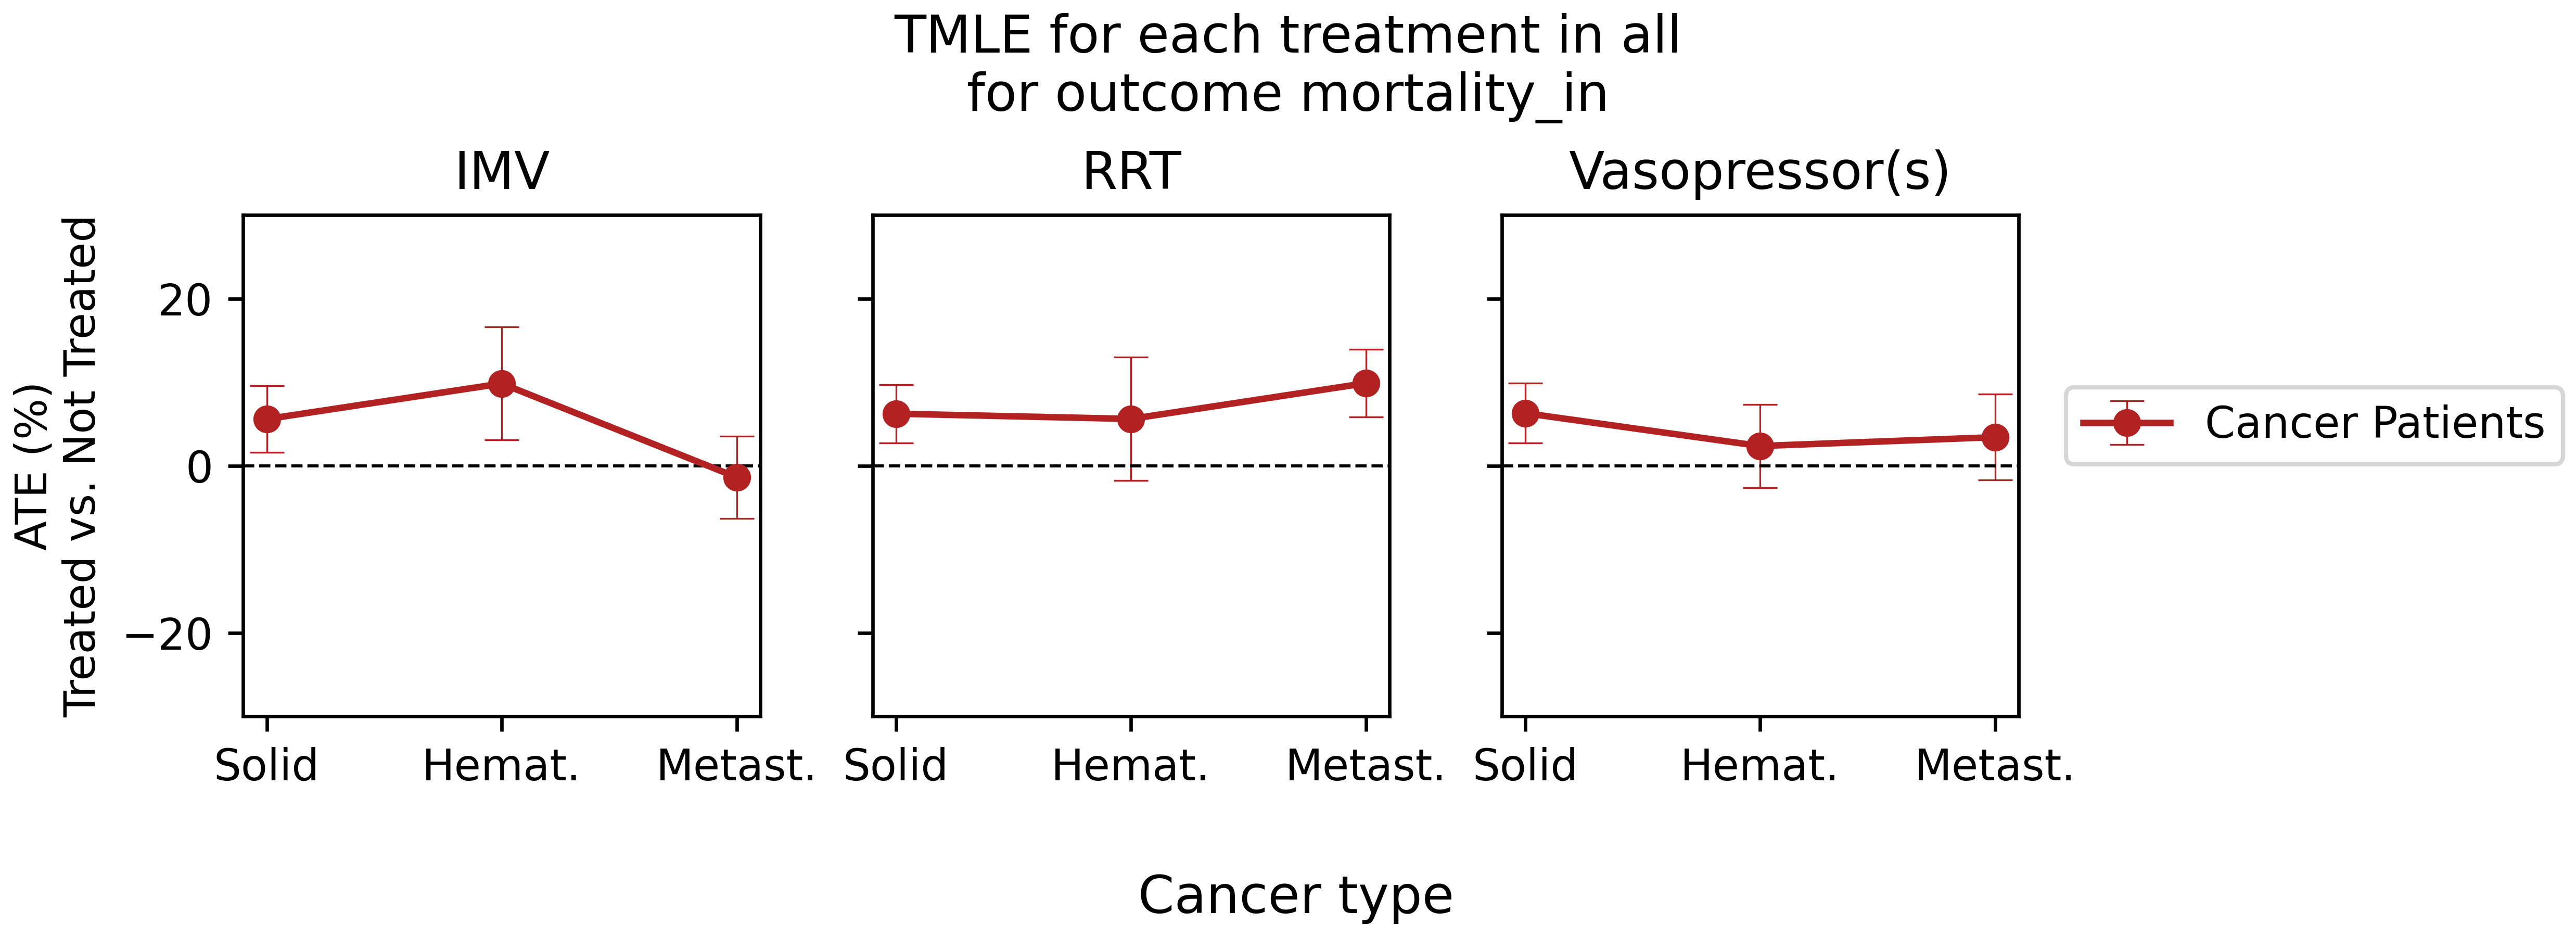 TMLE for each treatment in all
for outcome mortality_in
IMV
RRT
Vasopressor(s)
ATE (%)
Treated vs. Not Treated
20
0
−20
Solid
Hemat.
Metast.
Solid
Hemat.
Metast.
Solid
Hemat.
Metast.
Cancer Patients
Cancer type